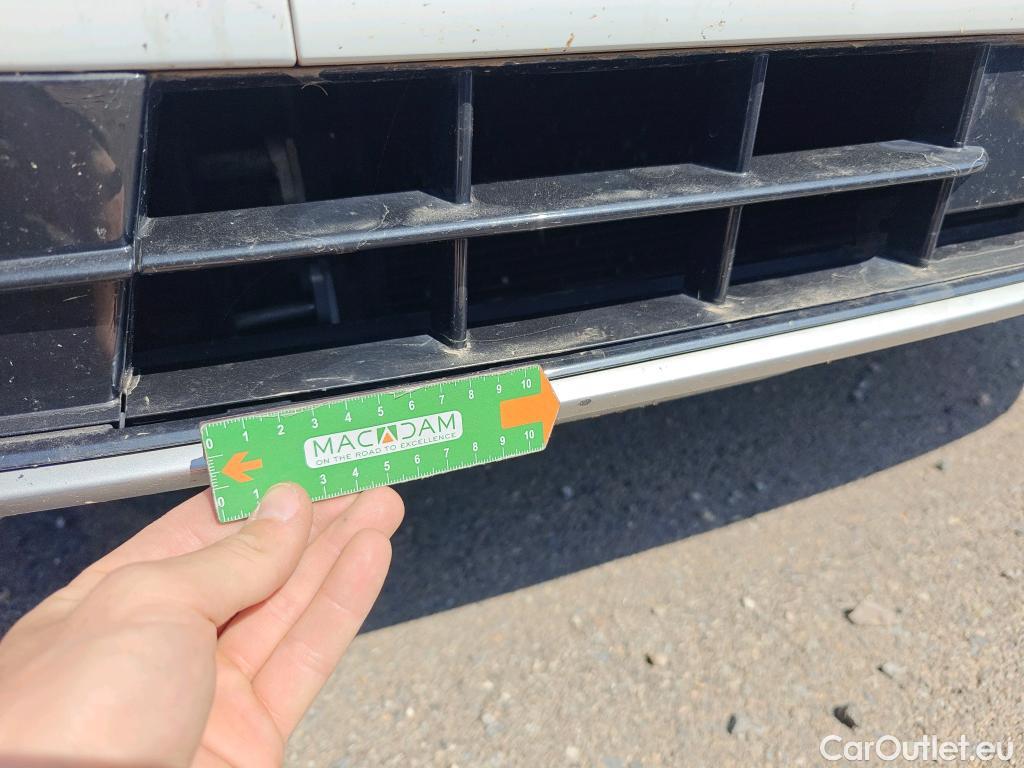 0 1 2 3 4 5 6 7 8 9 10
MACADAM
ON THE ROAD TO EXCELLENCE
0 1 3 4 5 6 7 8 9 10
CarOutlet.eu